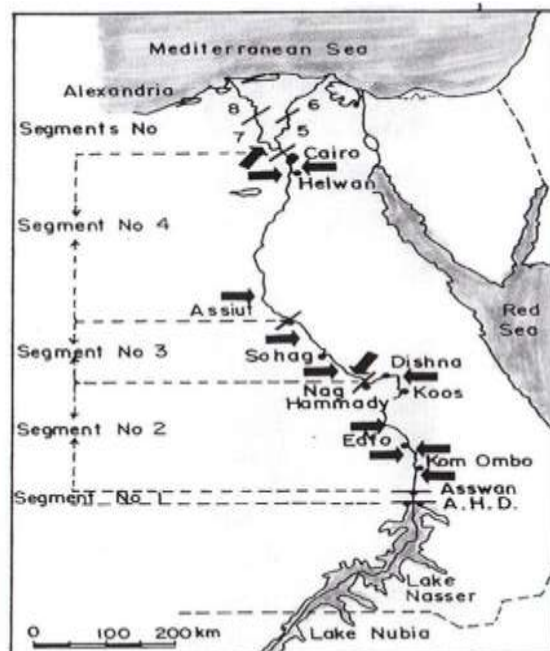 Mediterranean Sea
Alexandria
8
6
Segments No
7
5
Cairo
Helwan
Segment No 4
Red
Sea
Assiut
Segment No 3
Sohag
Dishna
Nag
Hammady
Koos
Segment No 2
Edfo
Kom Ombo
Asswan
Segment No 1
A.H.D.
Lake
Nasser
Lake Nubia
0 100 200 km